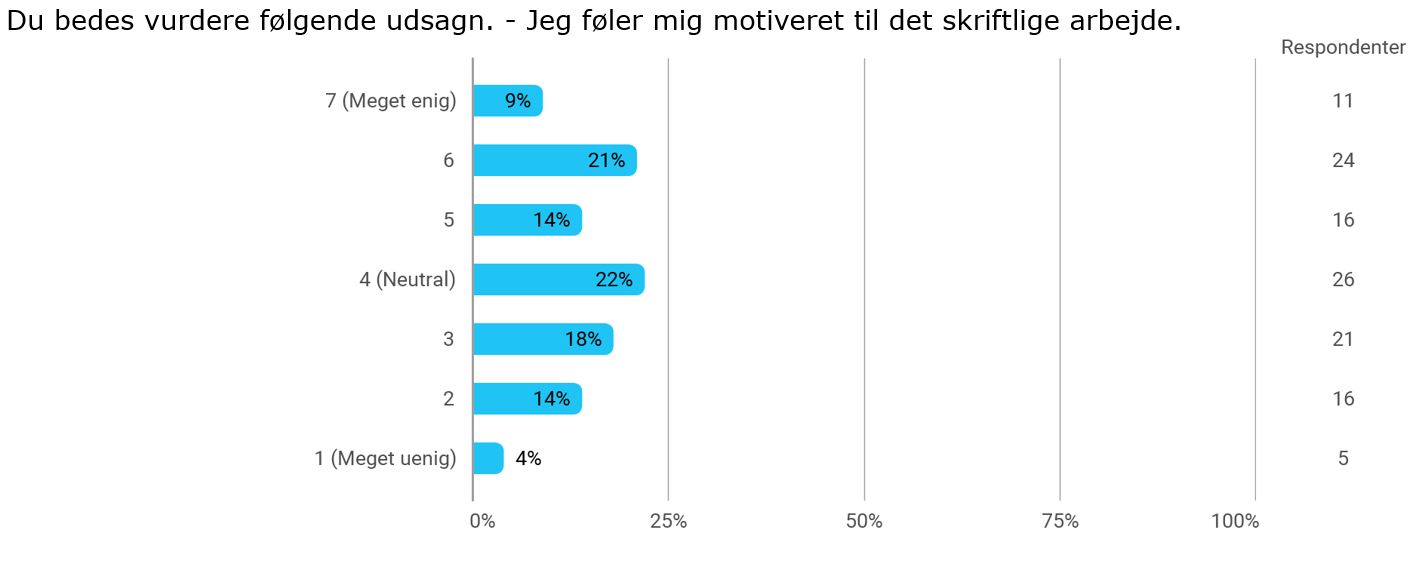 Du bedes vurdere følgende udsagn. - Jeg føler mig motiveret til det skriftlige arbejde.
Respondenter
7 (Meget enig) 9% 11
6 21% 24
5 14% 16
4 (Neutral) 22% 26
3 18% 21
2 14% 16
1 (Meget uenig) 4% 5
0% 25% 50% 75% 100%